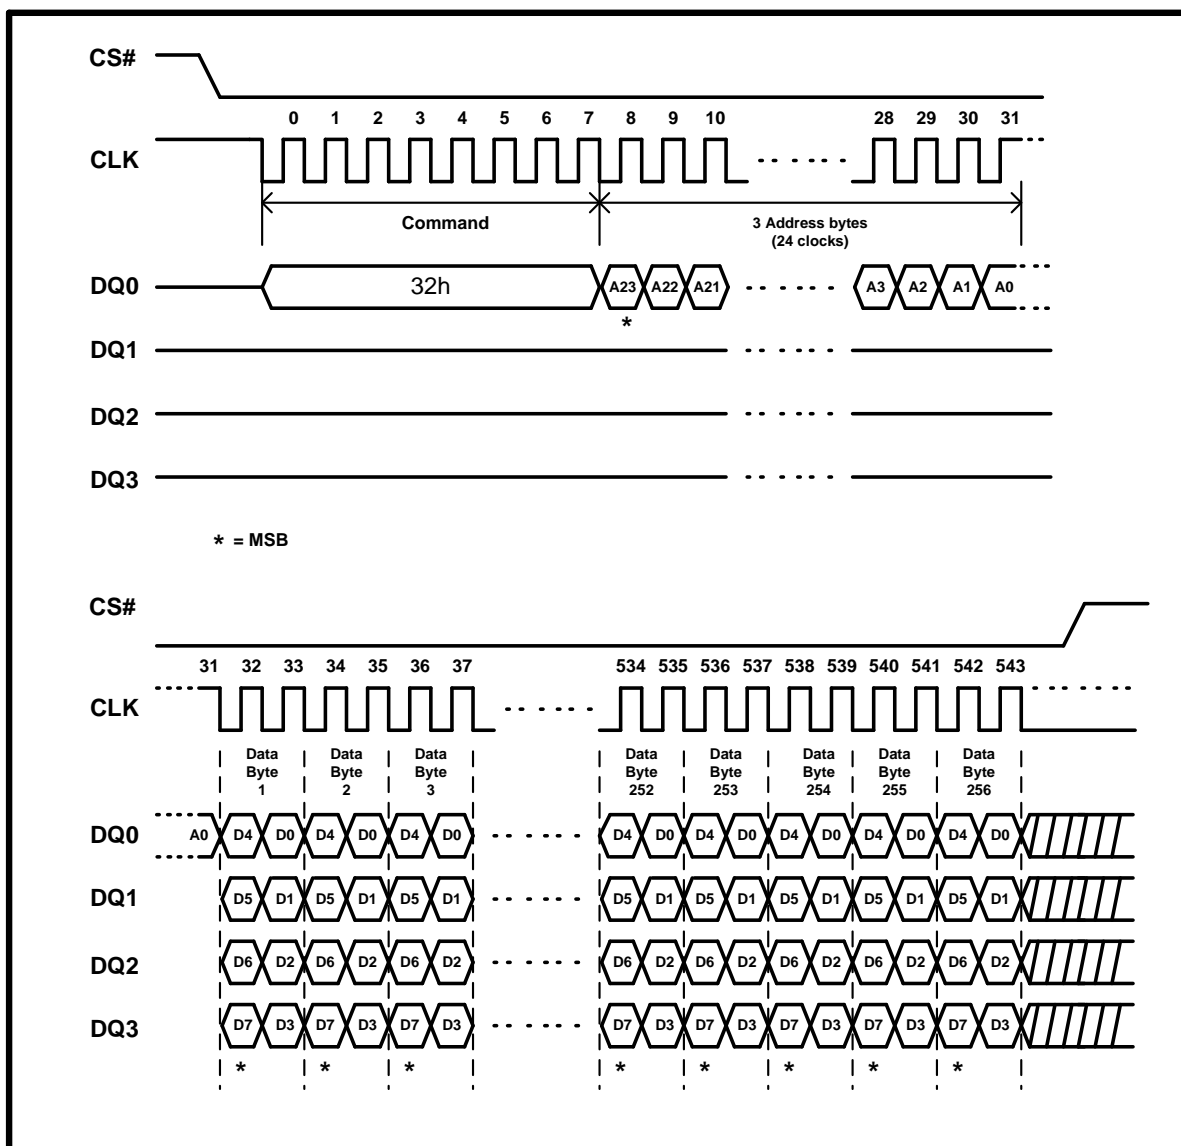 CS#
0 1 2 3 4 5 6 7 8 9 10 28 29 30 31
CLK
Command
3 Address bytes
(24 clocks)
DQ0 32h A23 A22 A21 A3 A2 A1 A0
*
DQ1
DQ2
DQ3
* = MSB
CS#
31 32 33 34 35 36 37 534 535 536 537 538 539 540 541 542 543
CLK
Data Data Data Data Data Data Data Data
Byte Byte Byte Byte Byte Byte Byte Byte
1 2 3 252 253 254 255 256
DQ0 A0 D4 D0 D4 D0 D4 D0 D4 D0 D4 D0 D4 D0 D4 D0 D4 D0
DQ1 D5 D1 D5 D1 D5 D1 D5 D1 D5 D1 D5 D1 D5 D1 D5 D1
DQ2 D6 D2 D6 D2 D6 D2 D6 D2 D6 D2 D6 D2 D6 D2 D6 D2
DQ3 D7 D3 D7 D3 D7 D3 D7 D3 D7 D3 D7 D3 D7 D3 D7 D3
* * * * * * * *